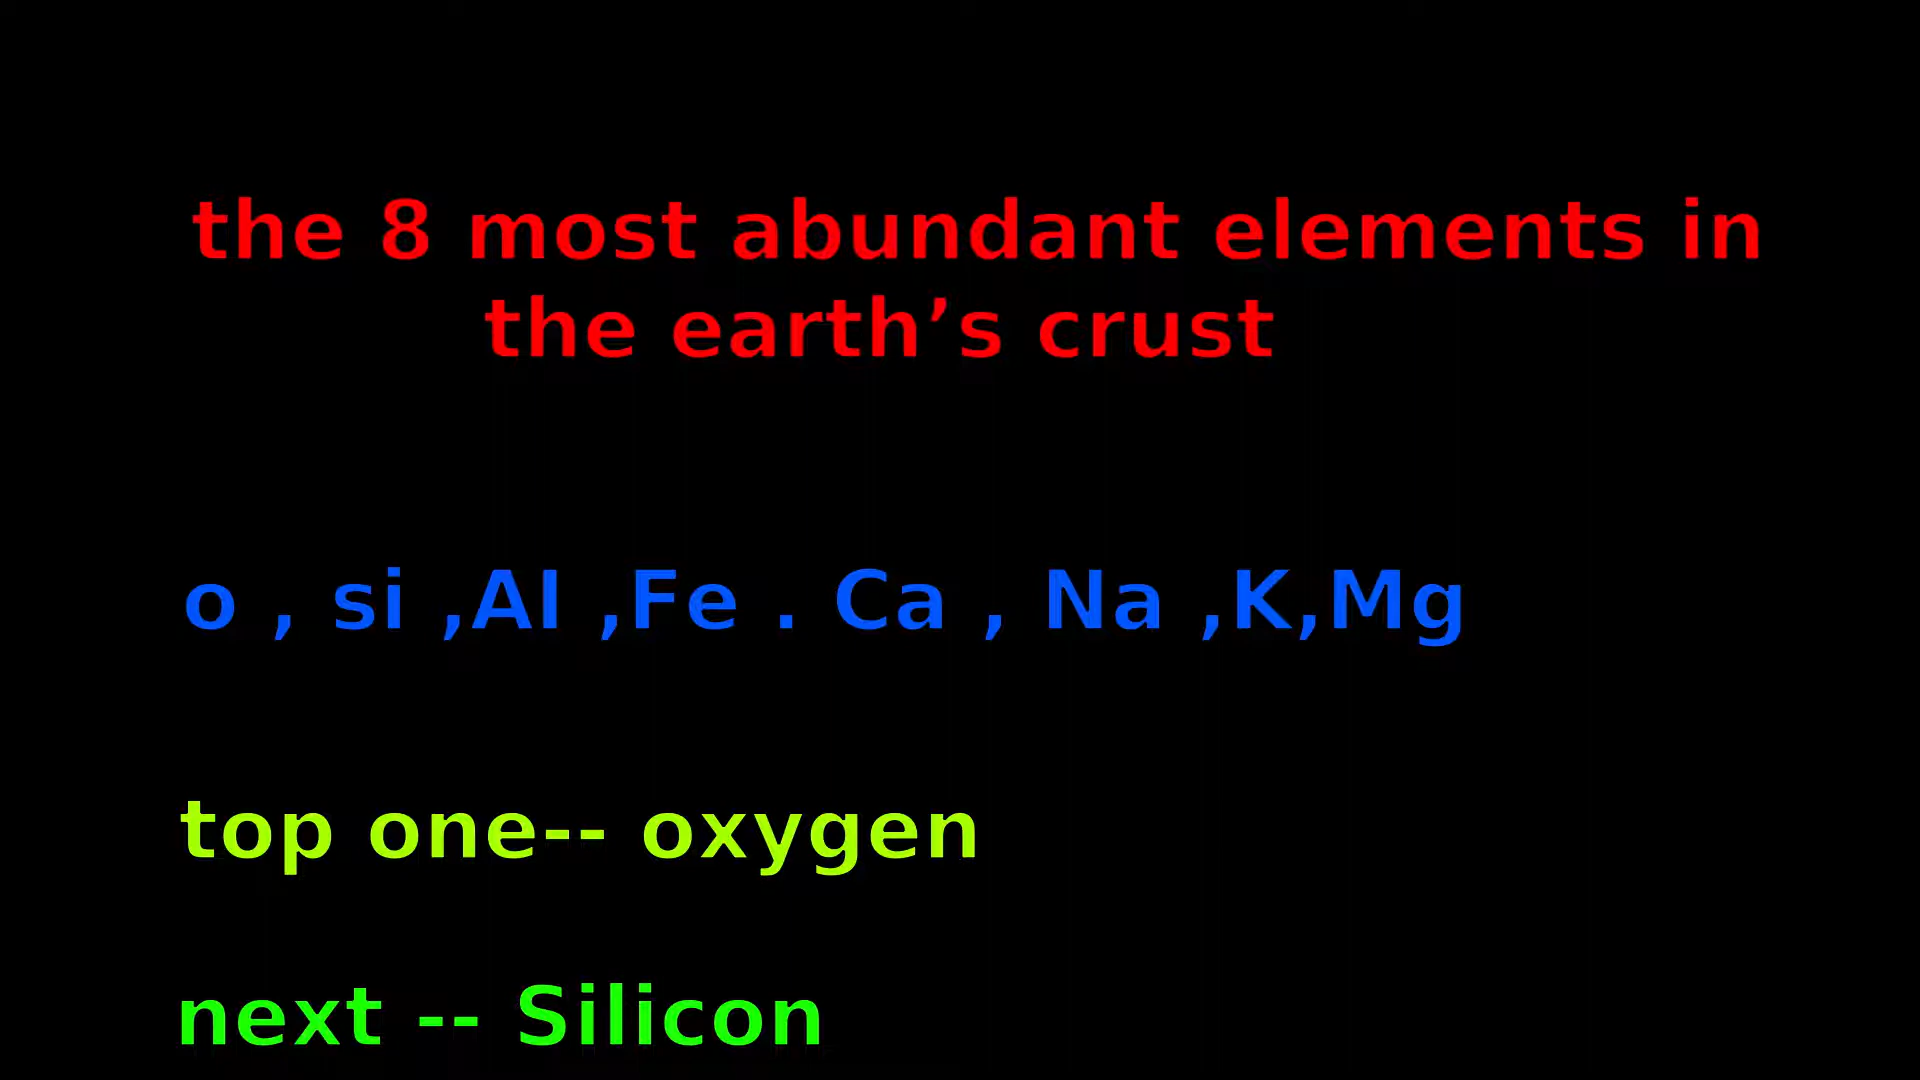 the 8 most abundant elements in
the earth’s crust
o , si ,Al ,Fe . Ca , Na ,K,Mg
top one-- oxygen
next -- Silicon